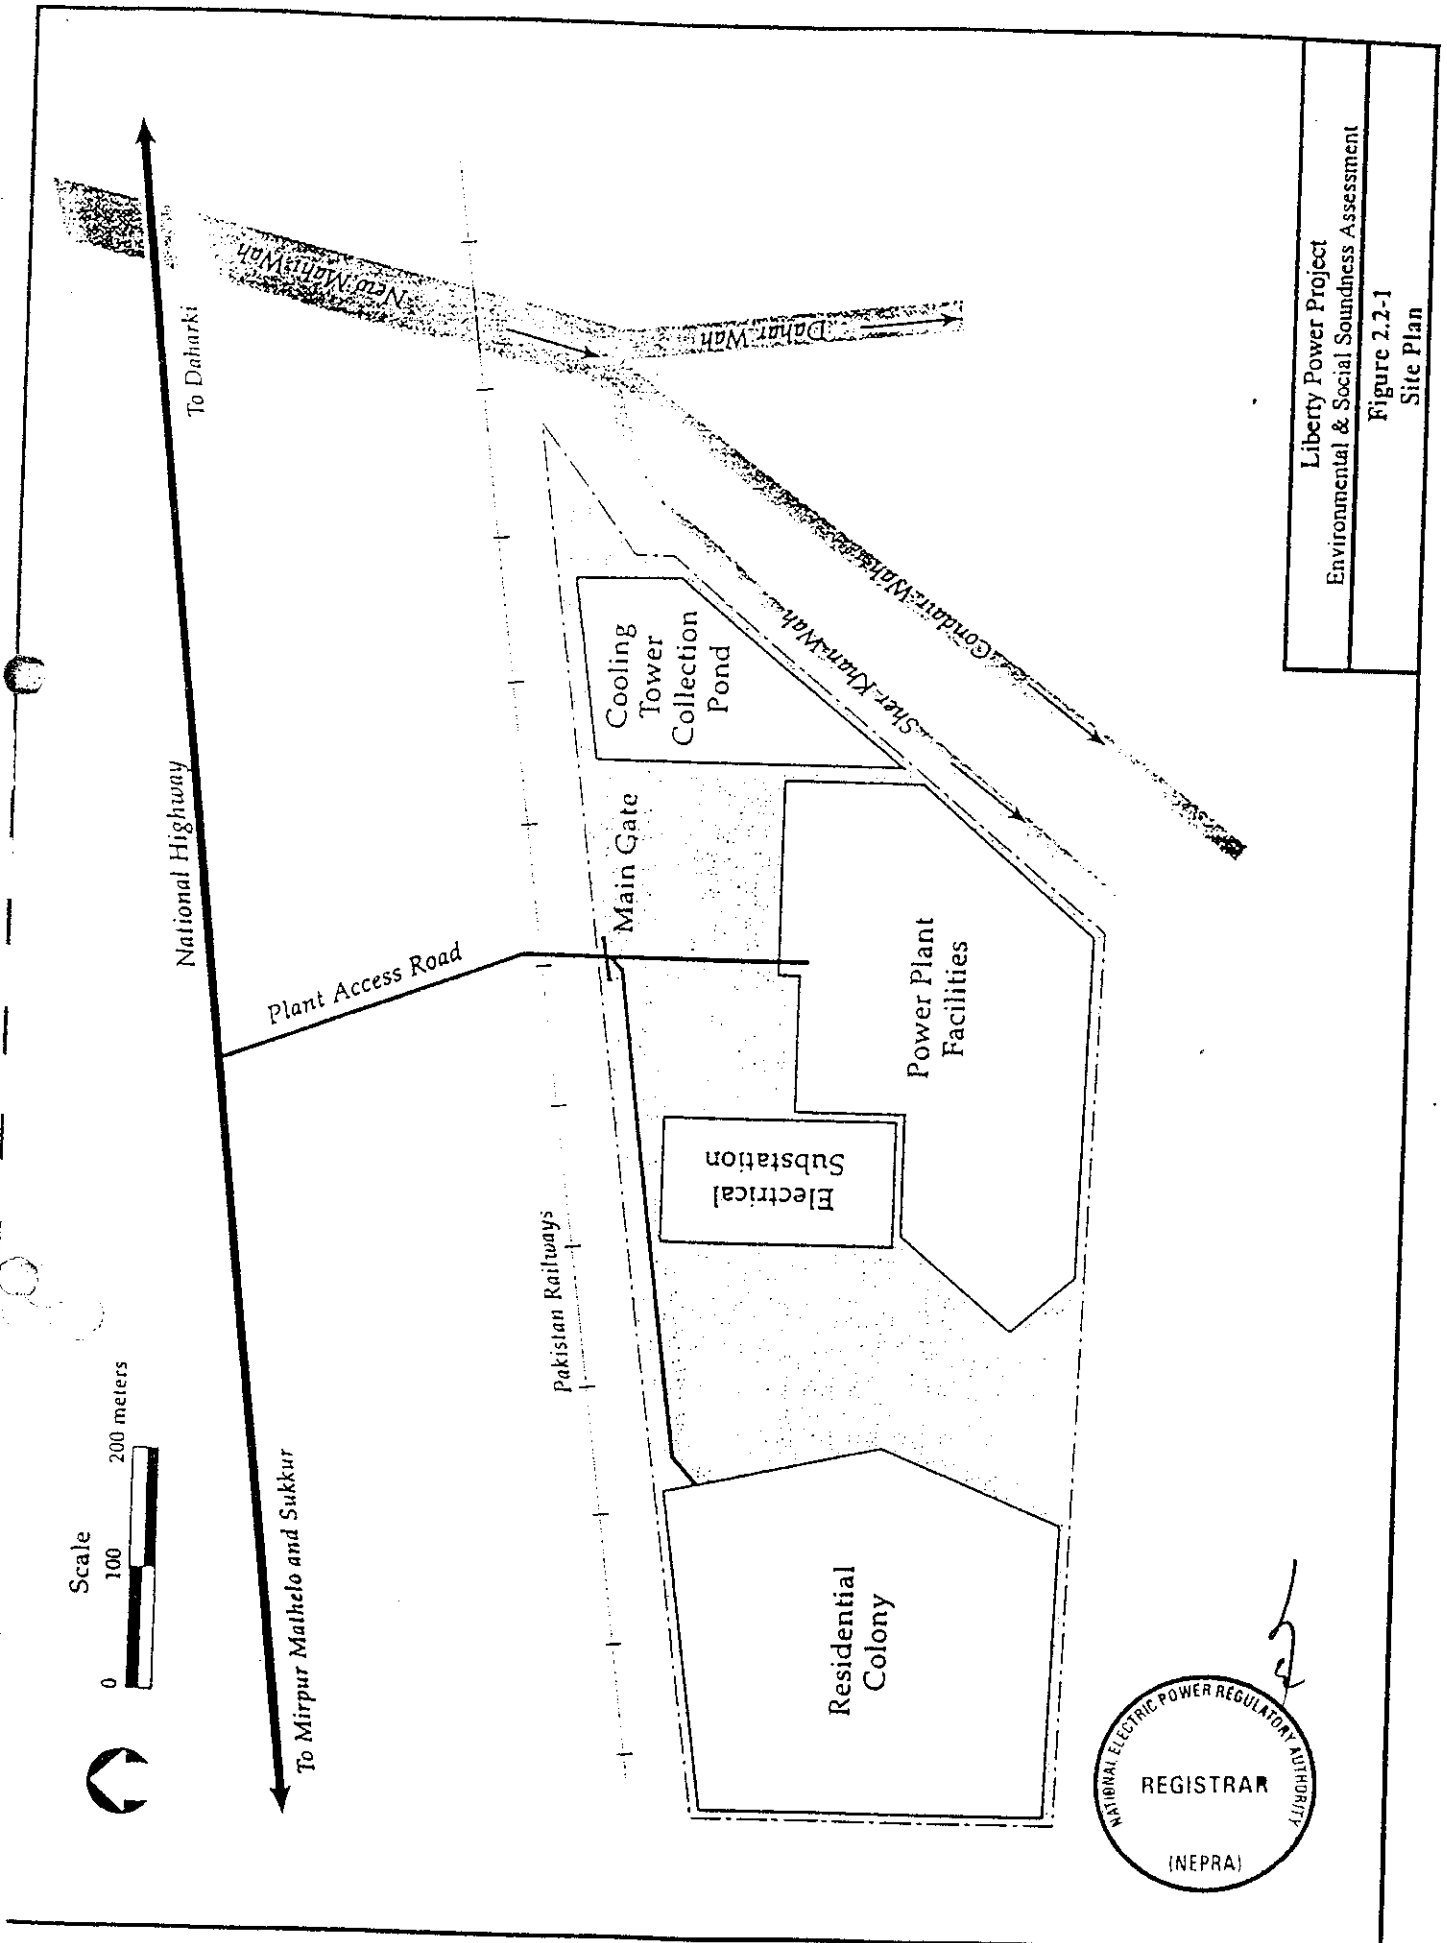 Scale
0 100 200 meters
To Mirpur Mathelo and Sukkur
National Highway
To Daharki
Plant Access Road
Pakistan Railways
Main Gate
New Mahi Wah
Dahar Wah
Sher Khan Wah
Condair Wah
Cooling
Tower
Collection
Pond
Electrical
Substation
Power Plant
Facilities
Residential
Colony
NATIONAL ELECTRIC POWER REGULATORY AUTHORITY
REGISTRAR
(NEPRA)
Liberty Power Project
Environmental & Social Soundness Assessment
Figure 2.2-1
Site Plan